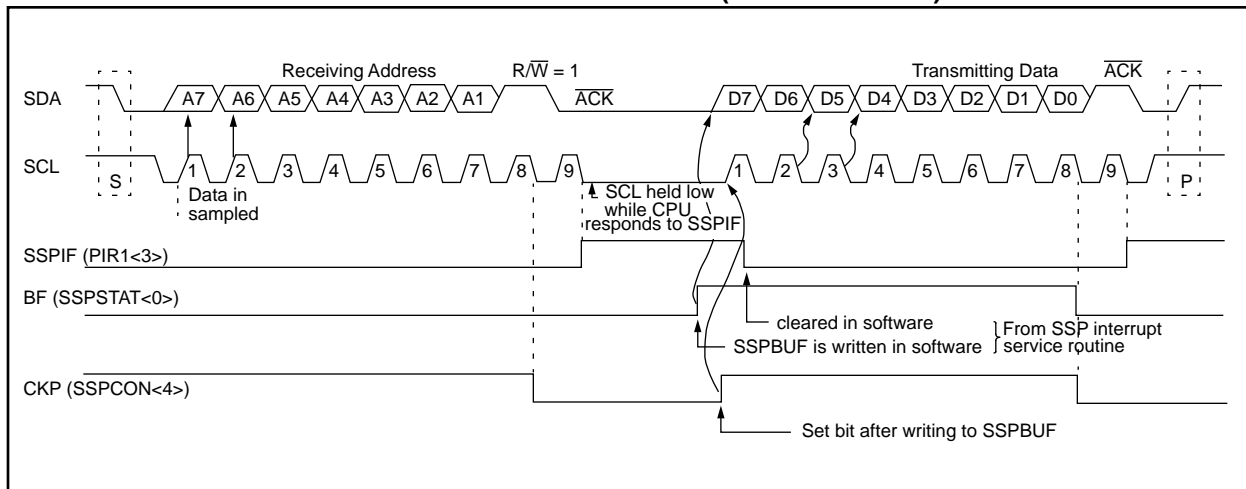 Receiving Address R/W = 1 Transmitting Data ACK
SDA A7 A6 A5 A4 A3 A2 A1 ACK D7 D6 D5 D4 D3 D2 D1 D0
SCL 1 2 3 4 5 6 7 8 9 1 2 3 4 5 6 7 8 9
S P
Data in
sampled
SCL held low
while CPU
responds to SSPIF
SSPIF (PIR1<3>)
BF (SSPSTAT<0>)
cleared in software
SSPBUF is written in software
From SSP interrupt
service routine
CKP (SSPCON<4>)
Set bit after writing to SSPBUF